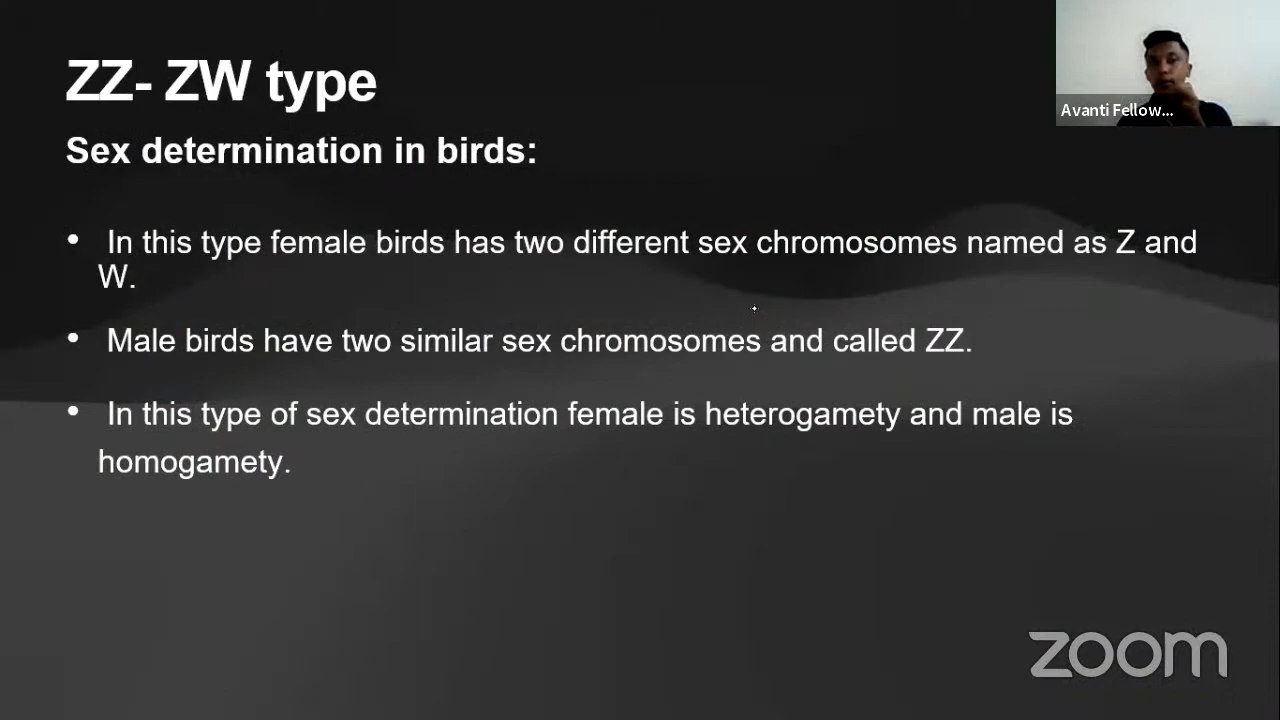 ZZ- ZW type
Avanti Fellow...
Sex determination in birds:
• In this type female birds has two different sex chromosomes named as Z and
W.
• Male birds have two similar sex chromosomes and called ZZ.
• In this type of sex determination female is heterogamety and male is
homogamety.
zoom